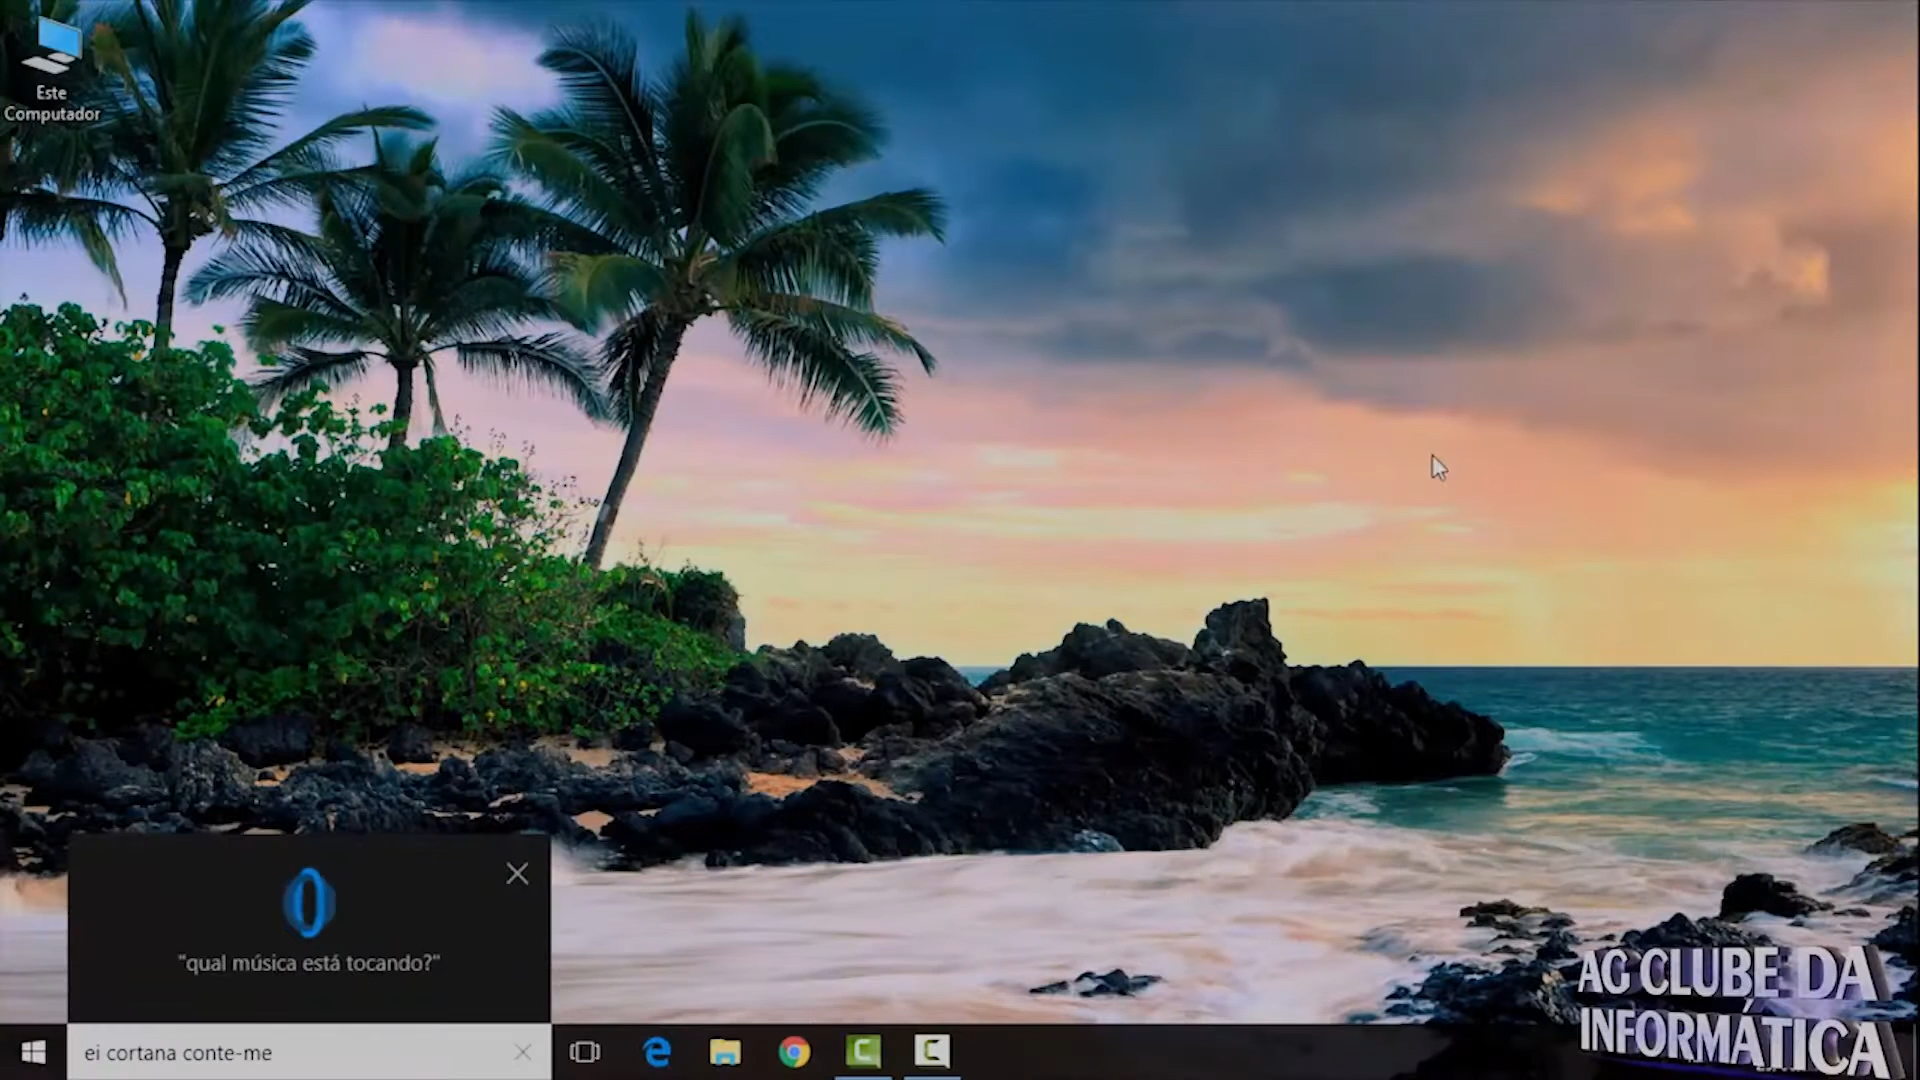 Este
Computador
"qual música está tocando?"
ei cortana conte-me
AG CLUBE DA
INFORMÁTICA